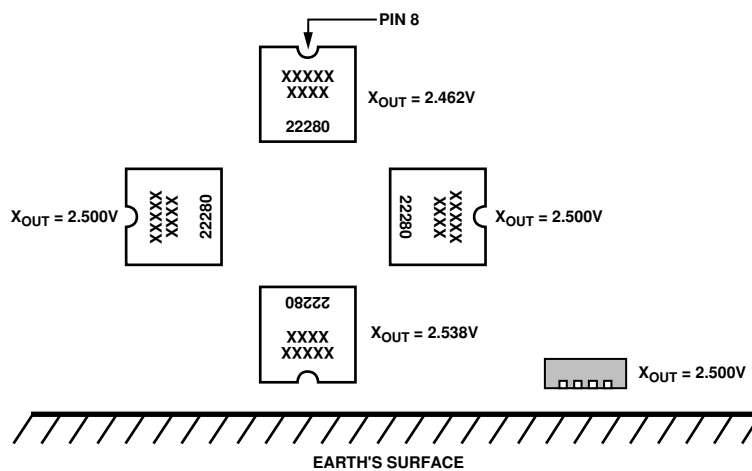 PIN 8
XXXXX
XXXX
22280
XOUT = 2.462V
XOUT = 2.500V
XXXXX
XXXX
22280
22280
XXXX
XXXXX
XOUT = 2.500V
22280
XXXX
XXXXX
XOUT = 2.538V
XOUT = 2.500V
EARTH'S SURFACE